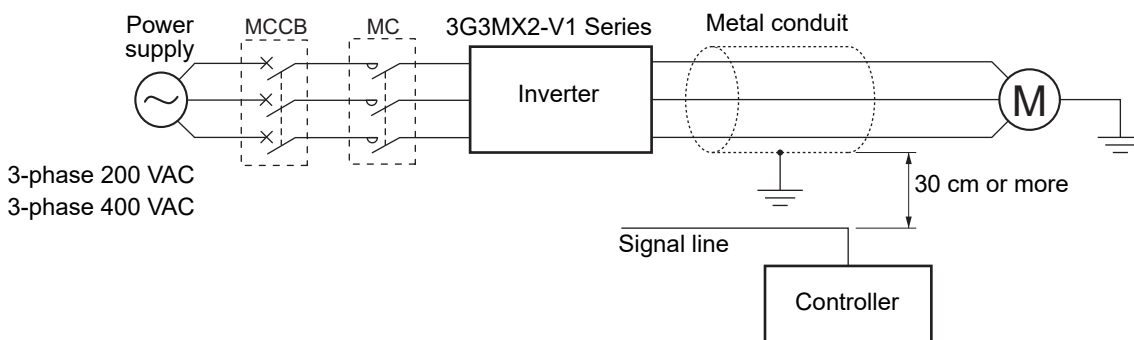 Power
supply
MCCB
MC
3G3MX2-V1 Series
Metal conduit
Inverter
M
3-phase 200 VAC
3-phase 400 VAC
30 cm or more
Signal line
Controller